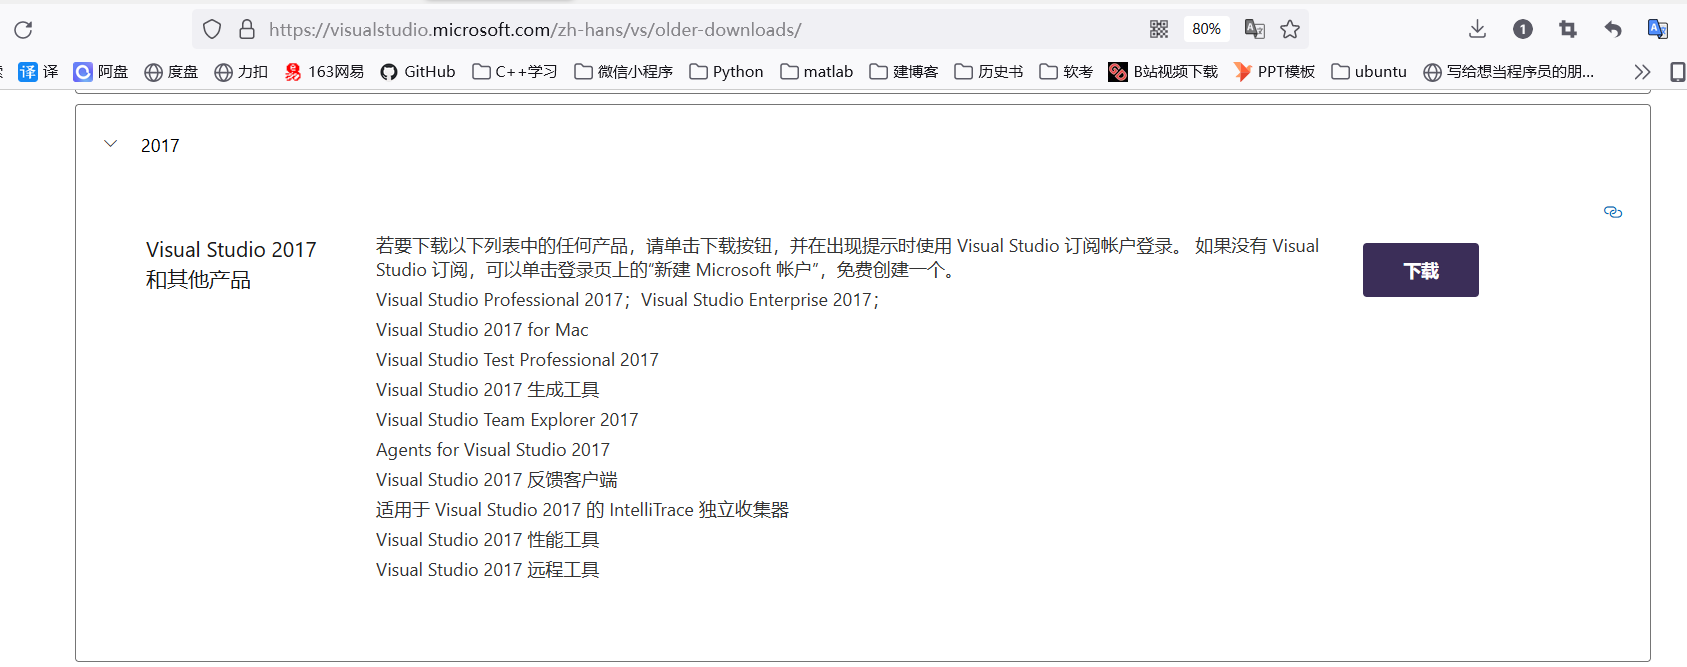 https://visualstudio.microsoft.com/zh-hans/vs/older-downloads/
80%
1
译 译 阿盘 度盘 力扣 163网易 GitHub C++学习 微信小程序 Python matlab 建博客 历史书 软考 B站视频下载 PPT模板 ubuntu 写给想当程序员的朋...
2017
Visual Studio 2017
和其他产品
若要下载以下列表中的任何产品，请单击下载按钮，并在出现提示时使用 Visual Studio 订阅帐户登录。 如果没有 Visual
Studio 订阅，可以单击登录页上的“新建 Microsoft 帐户”，免费创建一个。
Visual Studio Professional 2017；Visual Studio Enterprise 2017；
Visual Studio 2017 for Mac
Visual Studio Test Professional 2017
Visual Studio 2017 生成工具
Visual Studio Team Explorer 2017
Agents for Visual Studio 2017
Visual Studio 2017 反馈客户端
适用于 Visual Studio 2017 的 IntelliTrace 独立收集器
Visual Studio 2017 性能工具
Visual Studio 2017 远程工具
下载